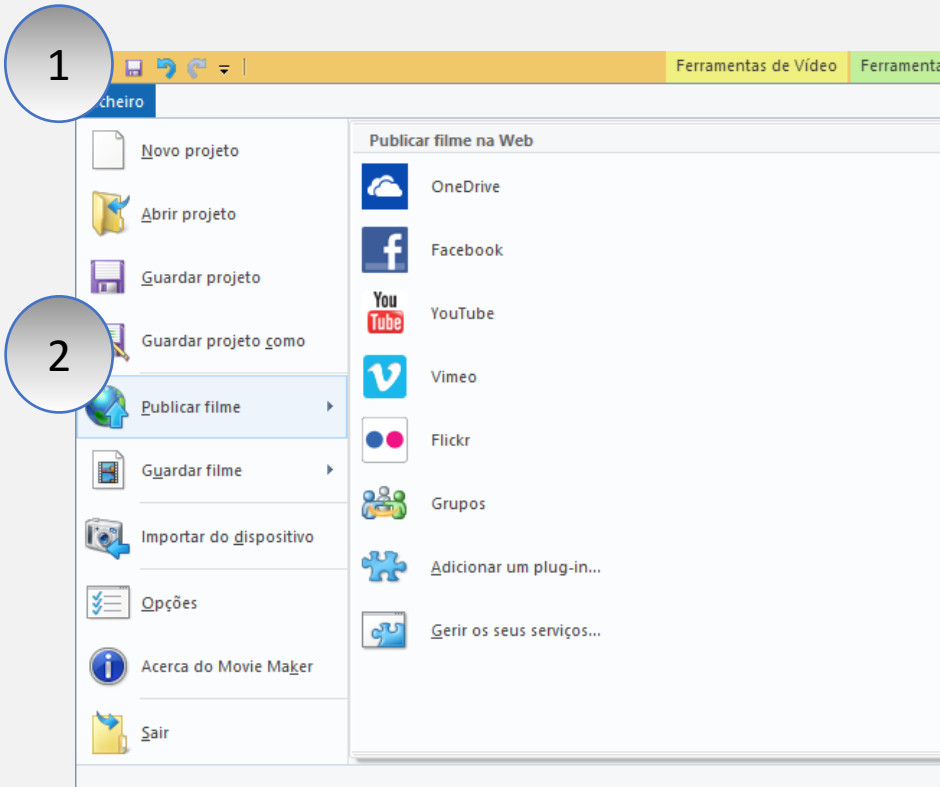 1
Ferramentas de Vídeo
cheiro
Novo projeto
Abrir projeto
Guardar projeto
2
Guardar projeto como
Publicar filme
Guardar filme
Importar do dispositivo
Opções
Acerca do Movie Maker
Sair
Publicar filme na Web
OneDrive
f
Facebook
You
Tube
YouTube
Vimeo
Flickr
Grupos
Adicionar um plug-in...
Gerir os seus serviços...